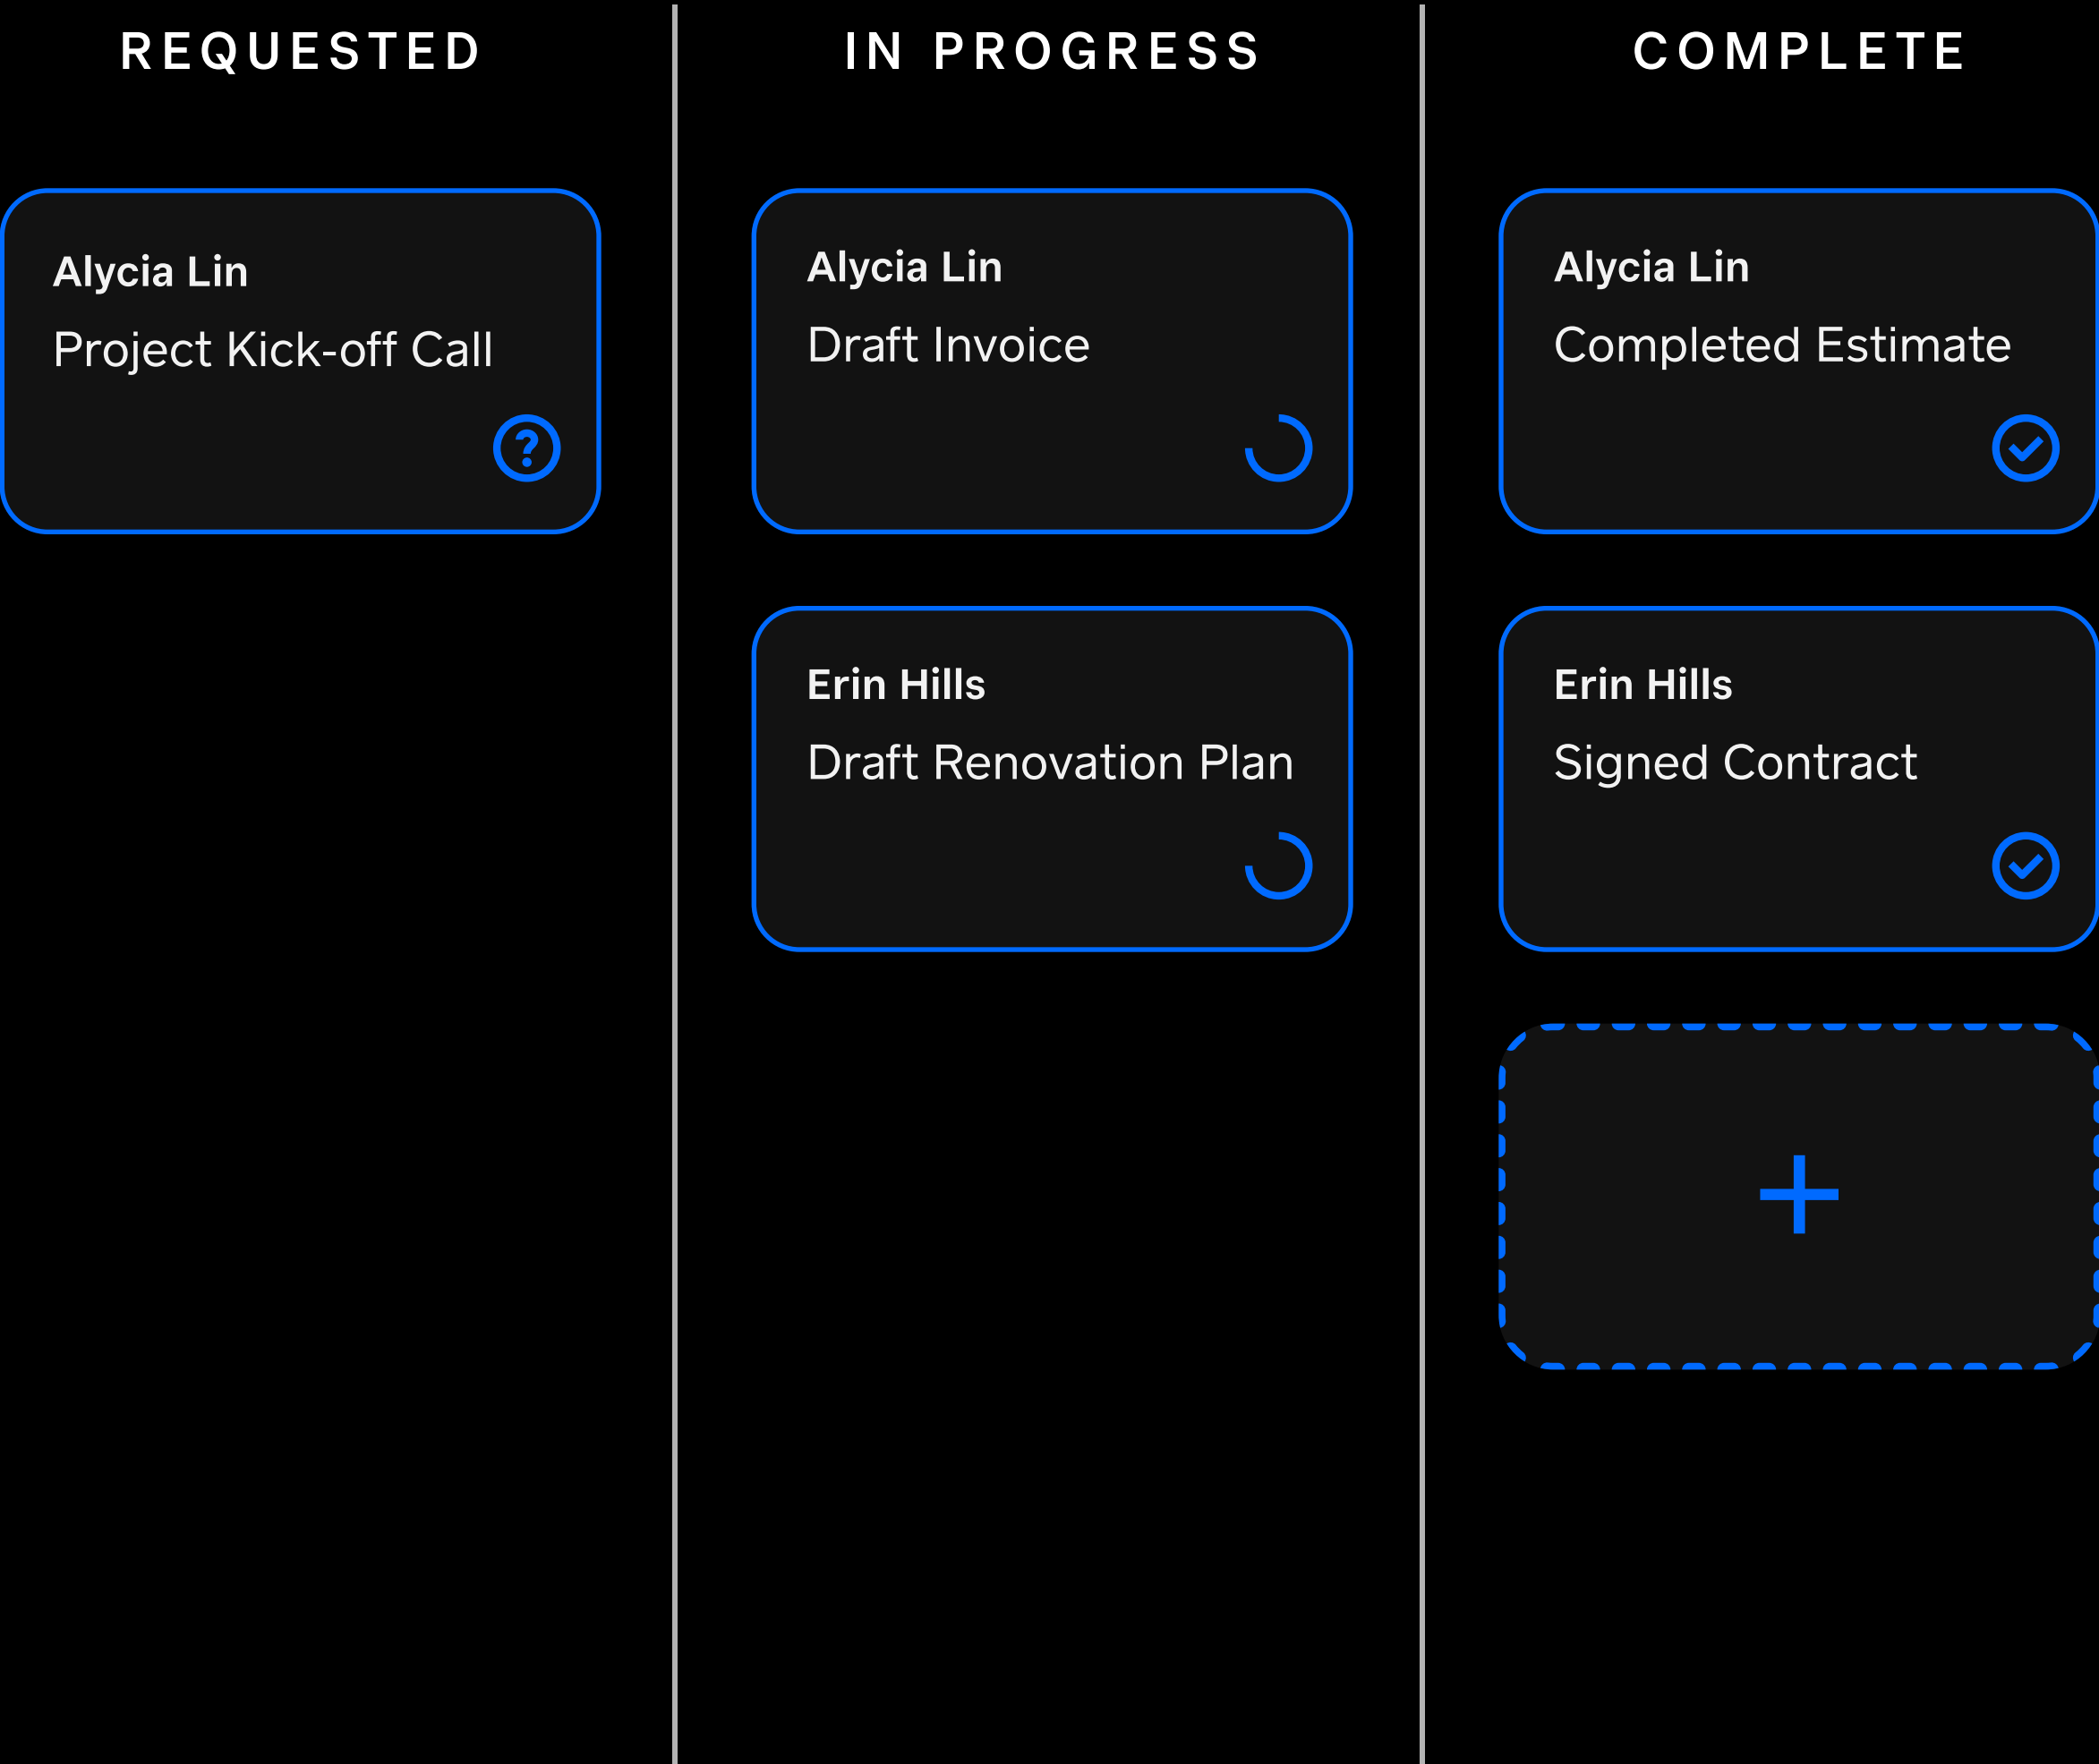 REQUESTED
Alycia Lin
Project Kick-off Call
IN PROGRESS
Alycia Lin
Draft Invoice
Erin Hills
Draft Renovation Plan
COMPLETE
Alycia Lin
Completed Estimate
Erin Hills
Signed Contract